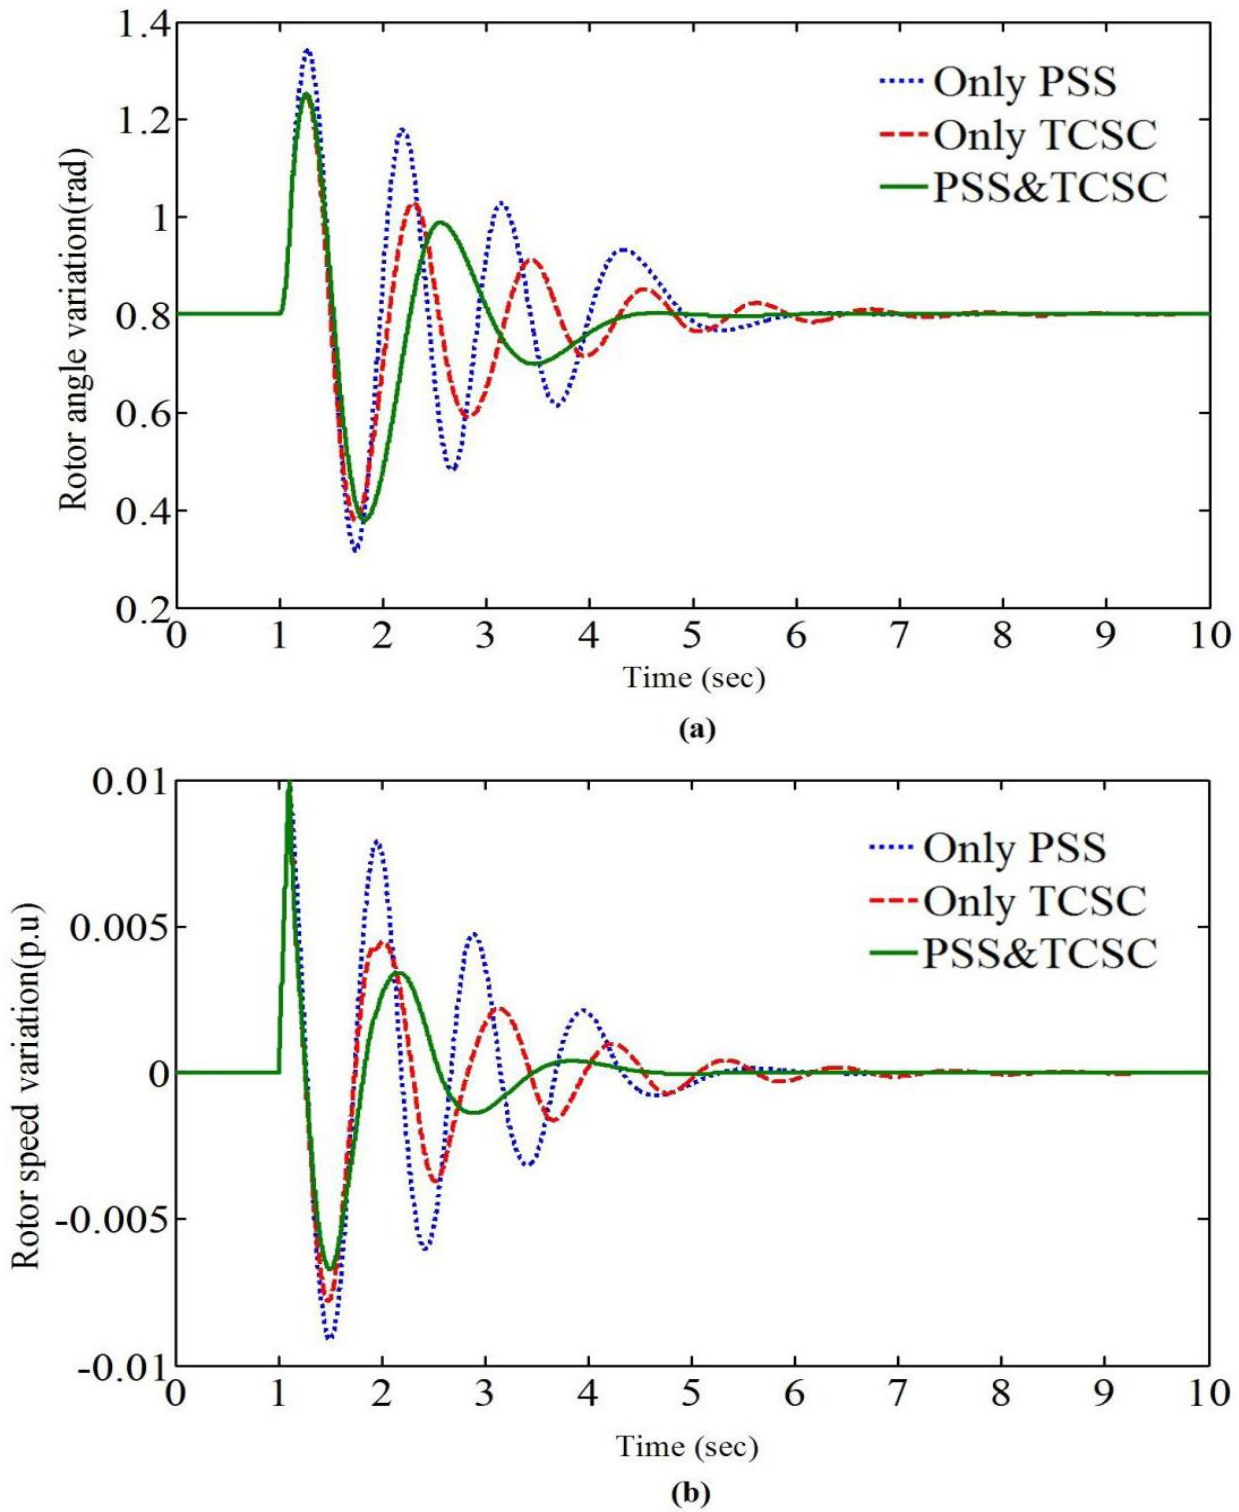 1.4
1.2
1
0.8
0.6
0.4
0.2
Rotor angle variation(rad)
Only PSS
Only TCSC
PSS&TCSC
0 1 2 3 4 5 6 7 8 9 10
Time (sec)
(a)
0.01
0.005
0
-0.005
-0.01
Rotor speed variation(p.u)
Only PSS
Only TCSC
PSS&TCSC
0 1 2 3 4 5 6 7 8 9 10
Time (sec)
(b)